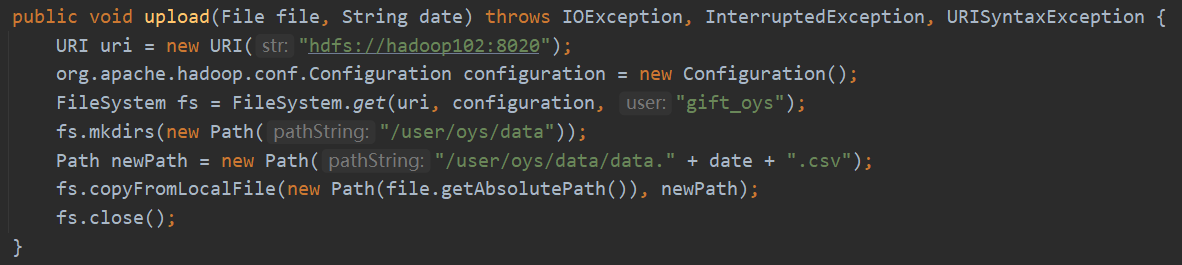 public void upload(File file, String date) throws IOException, InterruptedException, URISyntaxException {
    URI uri = new URI( str: "hdfs://hadoop102:8020");
    org.apache.hadoop.conf.Configuration configuration = new Configuration();
    FileSystem fs = FileSystem.get(uri, configuration, user: "gift_oys");
    fs.mkdirs(new Path( pathString: "/user/oys/data"));
    Path newPath = new Path( pathString: "/user/oys/data/data." + date + ".csv");
    fs.copyFromLocalFile(new Path(file.getAbsolutePath()), newPath);
    fs.close();
}